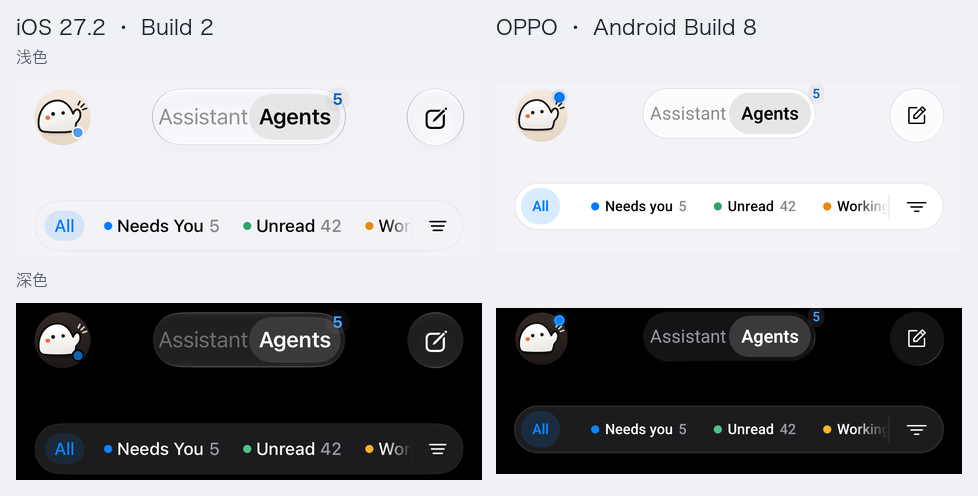 iOS 27.2 · Build 2
浅色
Assistant Agents 5
All Needs You 5 Unread 42 Wor
深色
Assistant Agents 5
All Needs You 5 Unread 42 Wor
OPPO · Android Build 8
Assistant Agents 5
All Needs you 5 Unread 42 Working
Assistant Agents 5
All Needs you 5 Unread 42 Working